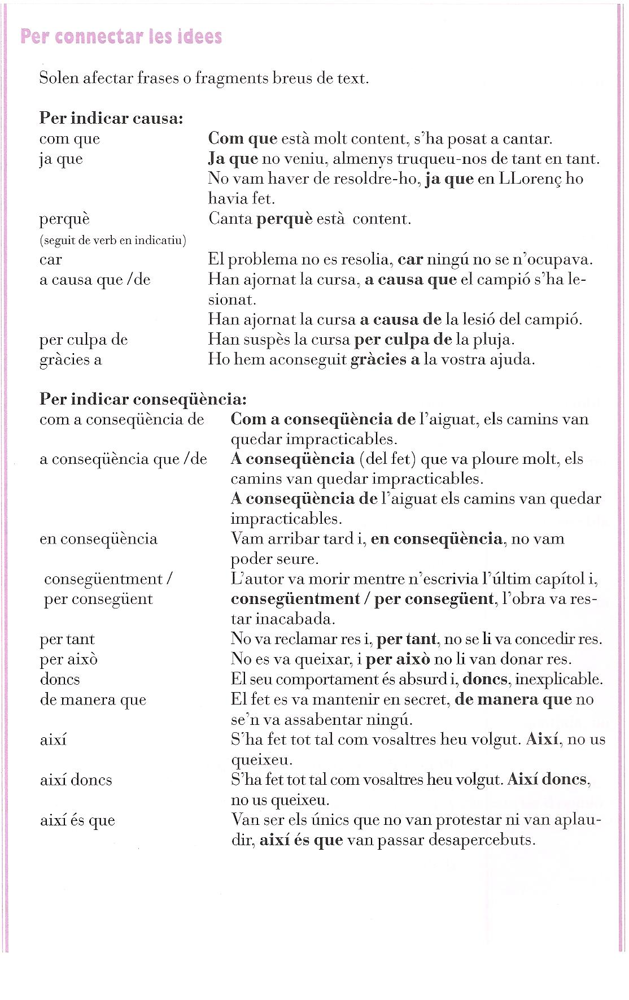 Per connectar les idees
Solen afectar frases o fragments breus de text.
Per indicar causa:
com que Com que està molt content, s'ha posat a cantar.
ja que Ja que no veniu, almenys truqueu-nos de tant en tant.
No vam haver de resoldre-ho, ja que en LLorenç ho
havia fet.
perquè Canta perquè està content.
(seguit de verb en indicatiu)
car El problema no es resolia, car ningú no se n'ocupava.
a causa que /de Han ajornat la cursa, a causa que el campió s'ha le-
sionat.
Han ajornat la cursa a causa de la lesió del campió.
per culpa de Han suspès la cursa per culpa de la pluja.
gràcies a Ho hem aconseguit gràcies a la vostra ajuda.
Per indicar conseqüència:
com a conseqüència de Com a conseqüència de l'aiguat, els camins van
quedar impracticables.
a conseqüència que /de A conseqüència (del fet) que va ploure molt, els
camins van quedar impracticables.
A conseqüència de l'aiguat els camins van quedar
impracticables.
en conseqüència Vam arribar tard i, en conseqüència, no vam
poder seure.
consegüentment / L'autor va morir mentre n'escrivia l'últim capítol i,
per consegüent consegüentment / per consegüent, l'obra va res-
tar inacabada.
per tant No va reclamar res i, per tant, no se li va concedir res.
per això No es va queixar, i per això no li van donar res.
doncs El seu comportament és absurd i, doncs, inexplicable.
de manera que El fet es va mantenir en secret, de manera que no
se'n va assabentar ningú.
així S'ha fet tot tal com vosaltres heu volgut. Així, no us
queixeu.
així doncs S'ha fet tot tal com vosaltres heu volgut. Així doncs,
no us queixeu.
així és que Van ser els únics que no van protestar ni van aplau-
dir, així és que van passar desapercebuts.